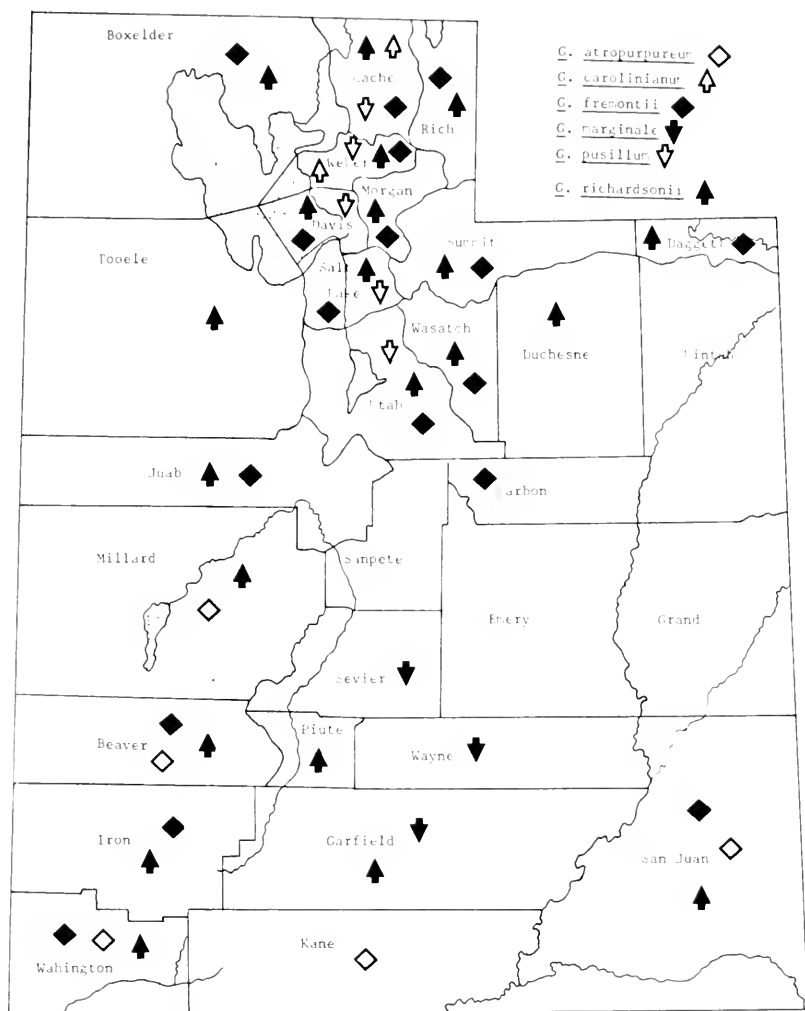 Boxelder
G. atropurpureum
G. carolinianum
G. fremontii
G. marginale
G. pusillum
G. richardsonii
Cache
Rich
Weber
Morgan
Davis
Summit
Daggett
Tooele
Salt
Lake
Wasatch
Duchesne
Uintah
Utah
Juab
Carbon
Millard
Sanpete
Emery
Grand
Sevier
Beaver
Piute
Wayne
Iron
Garfield
San Juan
Wahington
Kane